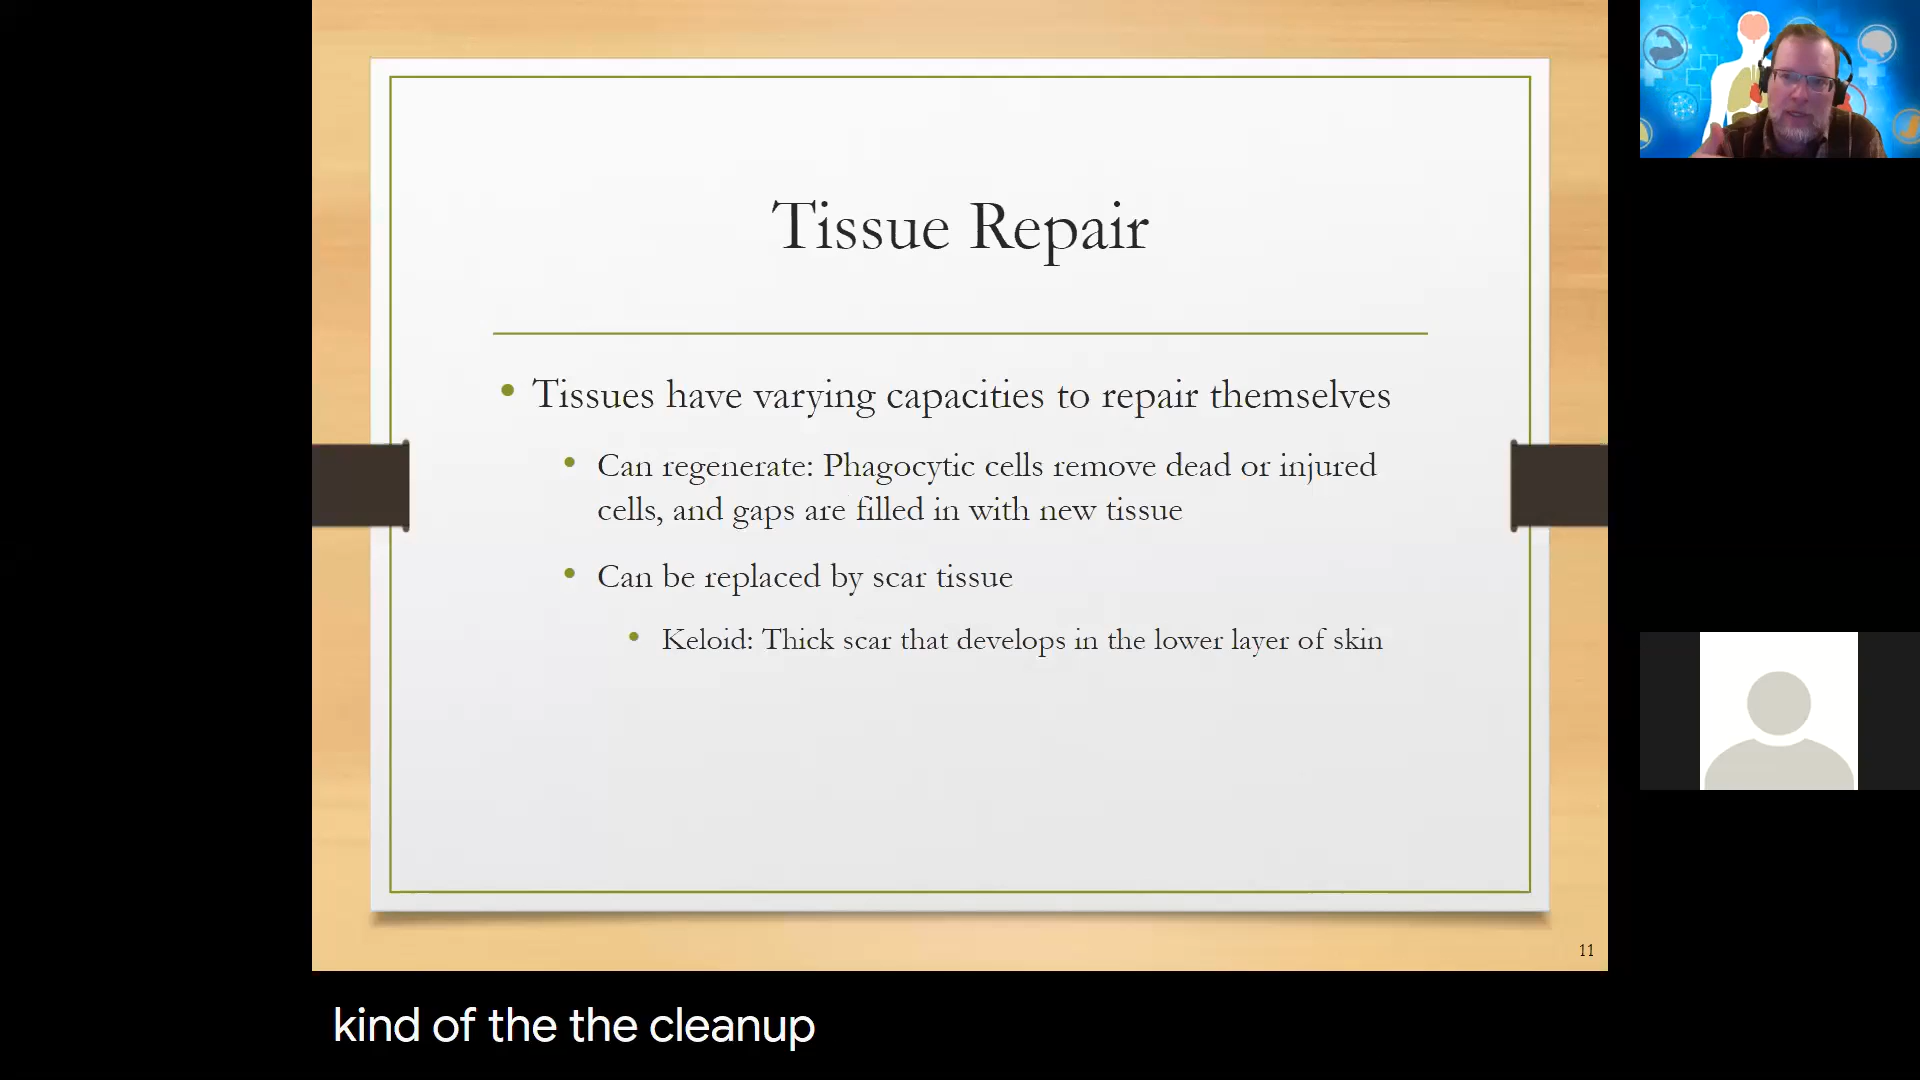 Tissue Repair
Tissues have varying capacities to repair themselves
Can regenerate: Phagocytic cells remove dead or injured
cells, and gaps are filled in with new tissue
Can be replaced by scar tissue
Keloid: Thick scar that develops in the lower layer of skin
11
kind of the the cleanup